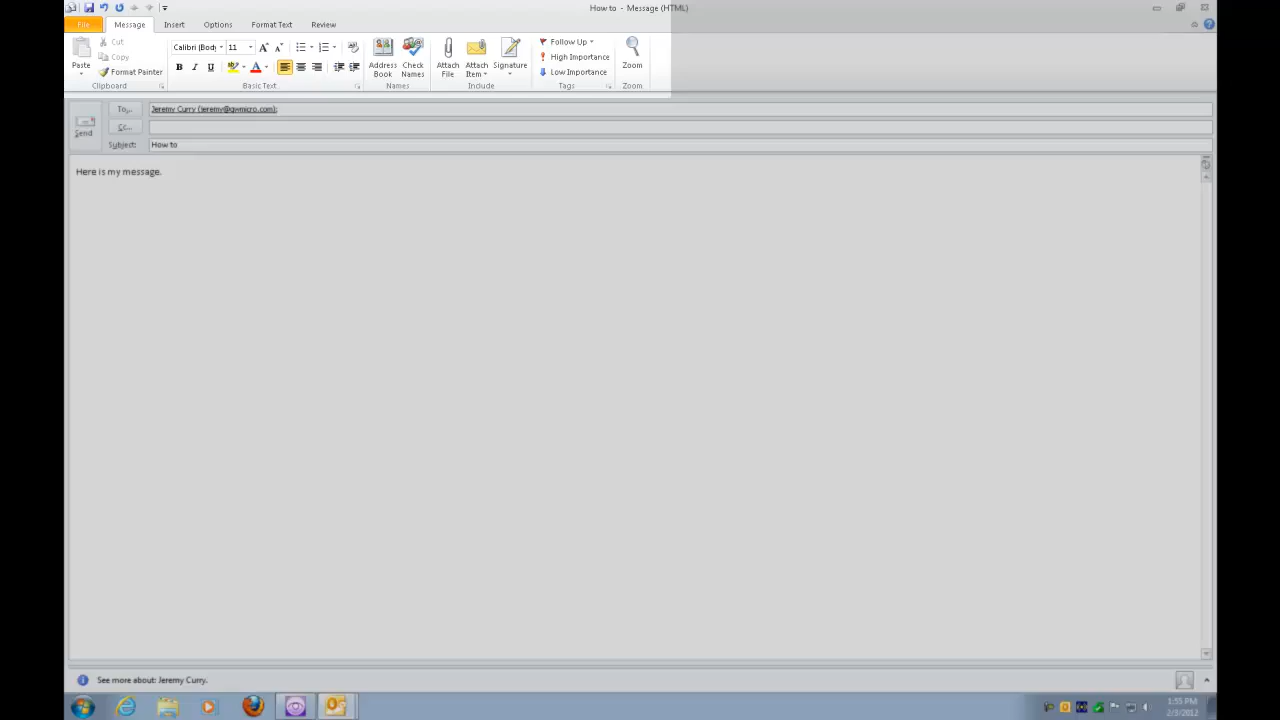 How to - Message (HTML)
File Message Insert Options Format Text Review
Paste
Cut
Copy
Format Painter
Clipboard
Calibri (Body 11
B I U
Basic Text
Address Book
Check Names
Names
Attach File
Attach Item
Signature
Include
Follow Up
High Importance
Low Importance
Tags
Zoom
Zoom
Send
To...
Jeremy Curry (jeremy@gwmicro.com);
Cc...
Subject:
How to
Here is my message.
See more about: Jeremy Curry.
1:55 PM
2/3/2012